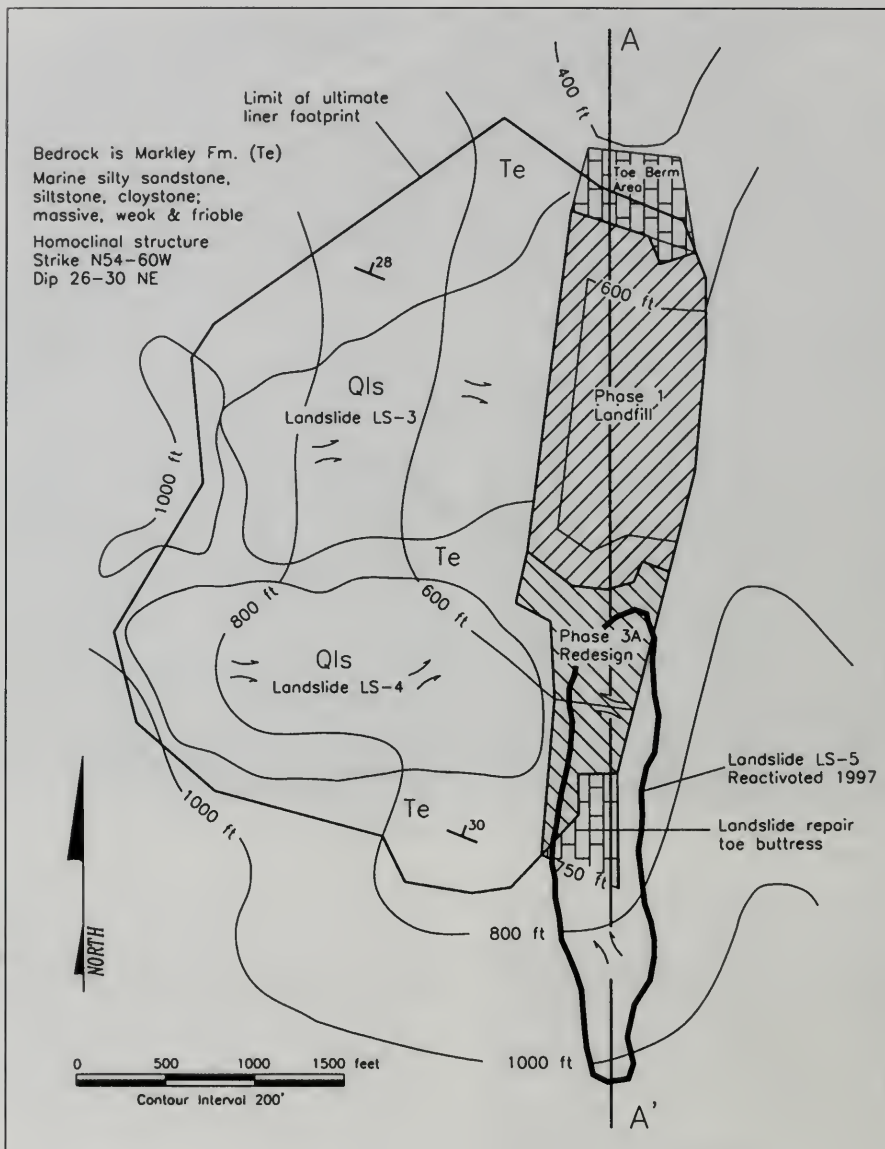 A
400 ft
Limit of ultimate
liner footprint
Bedrock is Markley Fm. (Te)
Marine silty sandstone,
siltstone, claystone;
massive, weak & friable
Homoclinal structure
Strike N54-60W
Dip 26-30 NE
Te
Toe Berm
Area
28
600 ft
Qls
Landslide LS-3
Phase 1
Landfill
1000 ft
Te
800 ft
600 ft
Phase 3A
Redesign
Qls
Landslide LS-4
Landslide LS-5
Reactivated 1997
1000 ft
Te
30
Landslide repair
toe buttress
750 ft
800 ft
NORTH
1000 ft
0 500 1000 1500 feet
Contour Interval 200'
A'